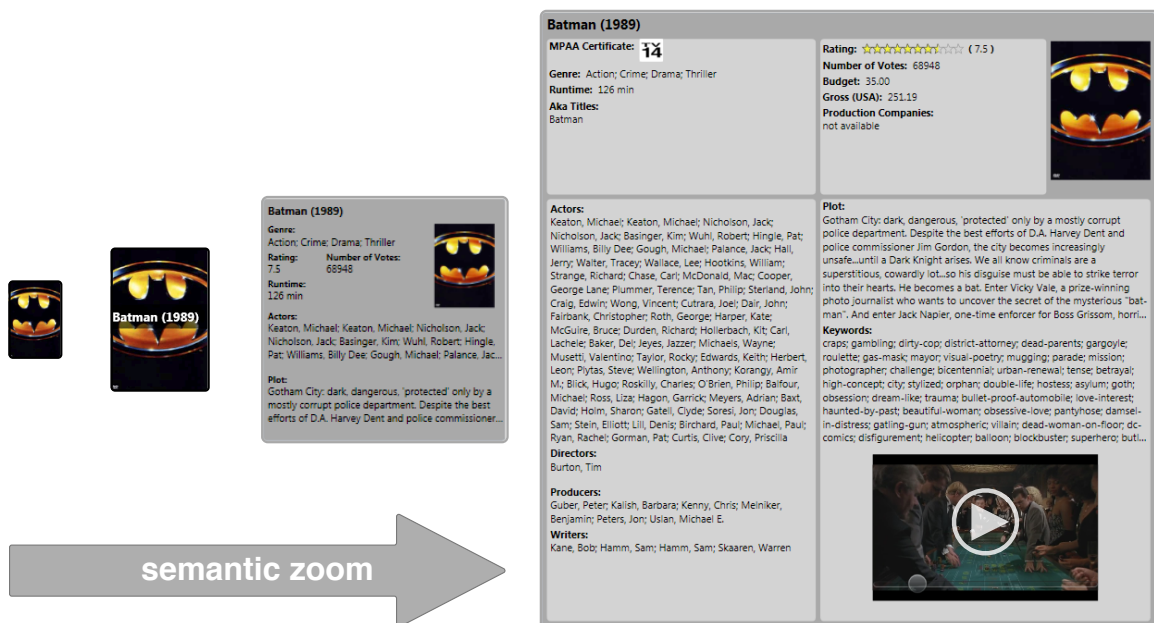 Batman (1989)
Batman (1989)
Genre:
Action; Crime; Drama; Thriller
Rating: Number of Votes:
7.5 68948
Runtime:
126 min
Actors:
Keaton, Michael; Keaton, Michael; Nicholson, Jack;
Nicholson, Jack; Basinger, Kim; Wuhl, Robert; Hingle,
Pat; Williams, Billy Dee; Gough, Michael; Palance, Jac...
Plot:
Gotham City: dark, dangerous, 'protected' only by a
mostly corrupt police department. Despite the best
efforts of D.A. Harvey Dent and police commissioner...
semantic zoom
Batman (1989)
MPAA Certificate: TV 14
Genre: Action; Crime; Drama; Thriller
Runtime: 126 min
Aka Titles:
Batman
Rating: ( 7.5 )
Number of Votes: 68948
Budget: 35.00
Gross (USA): 251.19
Production Companies:
not available
Actors:
Keaton, Michael; Keaton, Michael; Nicholson, Jack;
Nicholson, Jack; Basinger, Kim; Wuhl, Robert; Hingle, Pat;
Williams, Billy Dee; Gough, Michael; Palance, Jack; Hall,
Jerry; Walter, Tracey; Wallace, Lee; Hootkins, William;
Strange, Richard; Chase, Carl; McDonald, Mac; Cooper,
George Lane; Plummer, Terence; Tan, Philip; Sterland, John;
Craig, Edwin; Wong, Vincent; Cutrara, Joel; Dair, John;
Fairbank, Christopher; Roth, George; Harper, Kate;
McGuire, Bruce; Durden, Richard; Hollerbach, Kit; Carl,
Lachele; Baker, Del; Jeyes, Jazzer; Michaels, Wayne;
Musetti, Valentino; Taylor, Rocky; Edwards, Keith; Herbert,
Leon; Plytas, Steve; Wellington, Anthony; Korangy, Amir
M.; Blick, Hugo; Roskilly, Charles; O'Brien, Philip; Balfour,
Michael; Ross, Liza; Hagon, Garrick; Meyers, Adrian; Baxt,
David; Holm, Sharon; Gatell, Clyde; Soresi, Jon; Douglas,
Sam; Stein, Elliott; Lill, Denis; Birchard, Paul; Michael, Paul;
Ryan, Rachel; Gorman, Pat; Curtis, Clive; Cory, Priscilla
Directors:
Burton, Tim
Producers:
Guber, Peter; Kalish, Barbara; Kenny, Chris; Melniker,
Benjamin; Peters, Jon; Uslan, Michael E.
Writers:
Kane, Bob; Hamm, Sam; Hamm, Sam; Skaaren, Warren
Plot:
Gotham City: dark, dangerous, 'protected' only by a mostly corrupt
police department. Despite the best efforts of D.A. Harvey Dent and
police commissioner Jim Gordon, the city becomes increasingly
unsafe...until a Dark Knight arises. We all know criminals are a
superstitious, cowardly lot...so his disguise must be able to strike terror
into their hearts. He becomes a bat. Enter Vicky Vale, a prize-winning
photo journalist who wants to uncover the secret of the mysterious "bat-
man". And enter Jack Napier, one-time enforcer for Boss Grissom, horri...
Keywords:
craps; gambling; dirty-cop; district-attorney; dead-parents; gargoyle;
roulette; gas-mask; mayor; visual-poetry; mugging; parade; mission;
photographer; challenge; bicentennial; urban-renewal; tense; betrayal;
high-concept; city; stylized; orphan; double-life; hostess; asylum; goth;
obsession; dream-like; trauma; bullet-proof-automobile; love-interest;
haunted-by-past; beautiful-woman; obsessive-love; pantyhose; damsel-
in-distress; gatling-gun; atmospheric; villain; dead-woman-on-floor; dc-
comics; disfigurement; helicopter; balloon; blockbuster; superhero; butl...